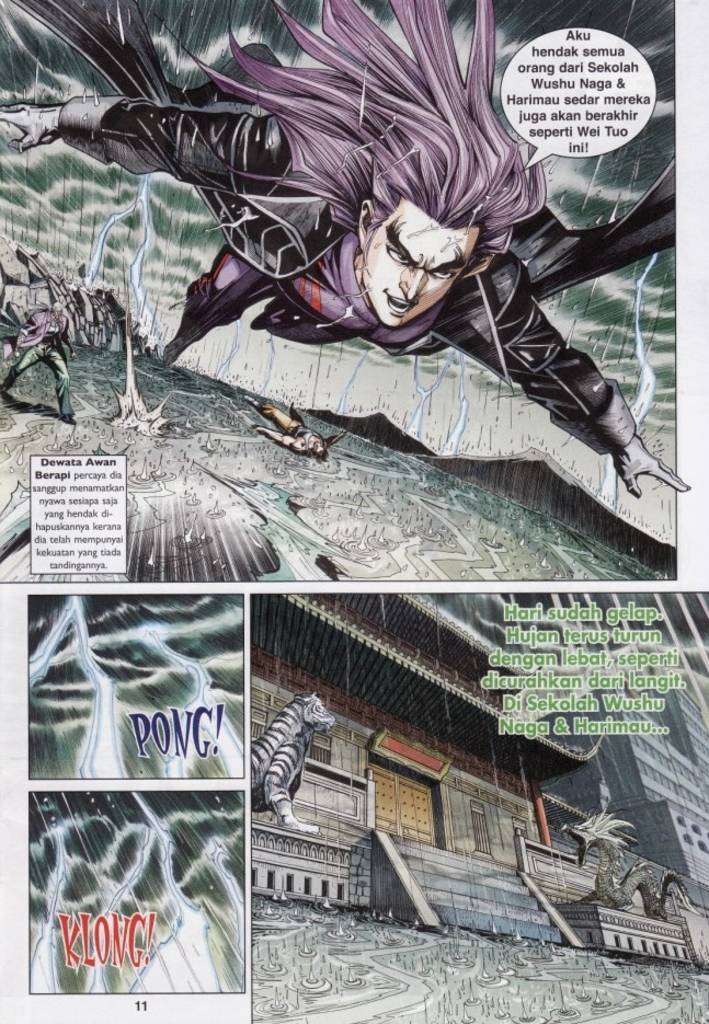 Aku
hendak semua
orang dari Sekolah
Wushu Naga &
Harimau sedar mereka
juga akan berakhir
seperti Wei Tuo
ini!
Dewata Awan
Berapi percaya dia
sanggup menamatkan
nyawa sesiapa saja
yang hendak di-
hapuskannya kerana
dia telah mempunyai
kekuatan yang tiada
tandingannya.
PONG!
Hari sudah gelap.
Hujan terus turun
dengan lebat, seperti
dicurahkan dari langit.
Di Sekolah Wushu
Naga & Harimau...
KLONG!
11